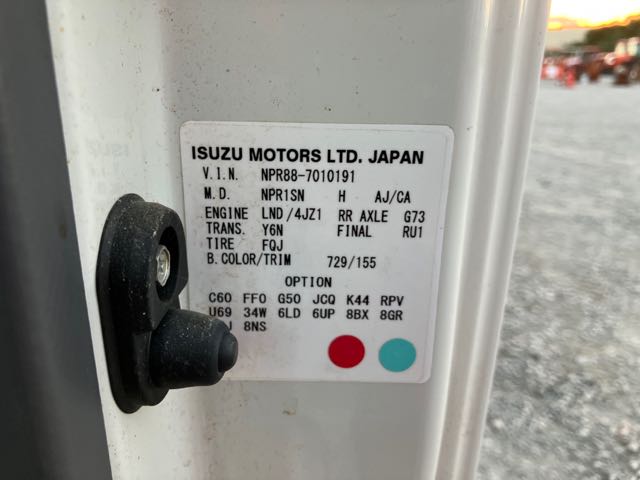 ISUZU MOTORS LTD. JAPAN
V.I.N. NPR88-7010191
M.D. NPR1SN H AJ/CA
ENGINE LND/4JZ1 RR AXLE G73
TRANS. Y6N FINAL RU1
TIRE FQJ
B.COLOR/TRIM 729/155
OPTION
C60 FF0 G50 JCQ K44 RPV
U69 34W 6LD 6UP 8BX 8GR
8NS